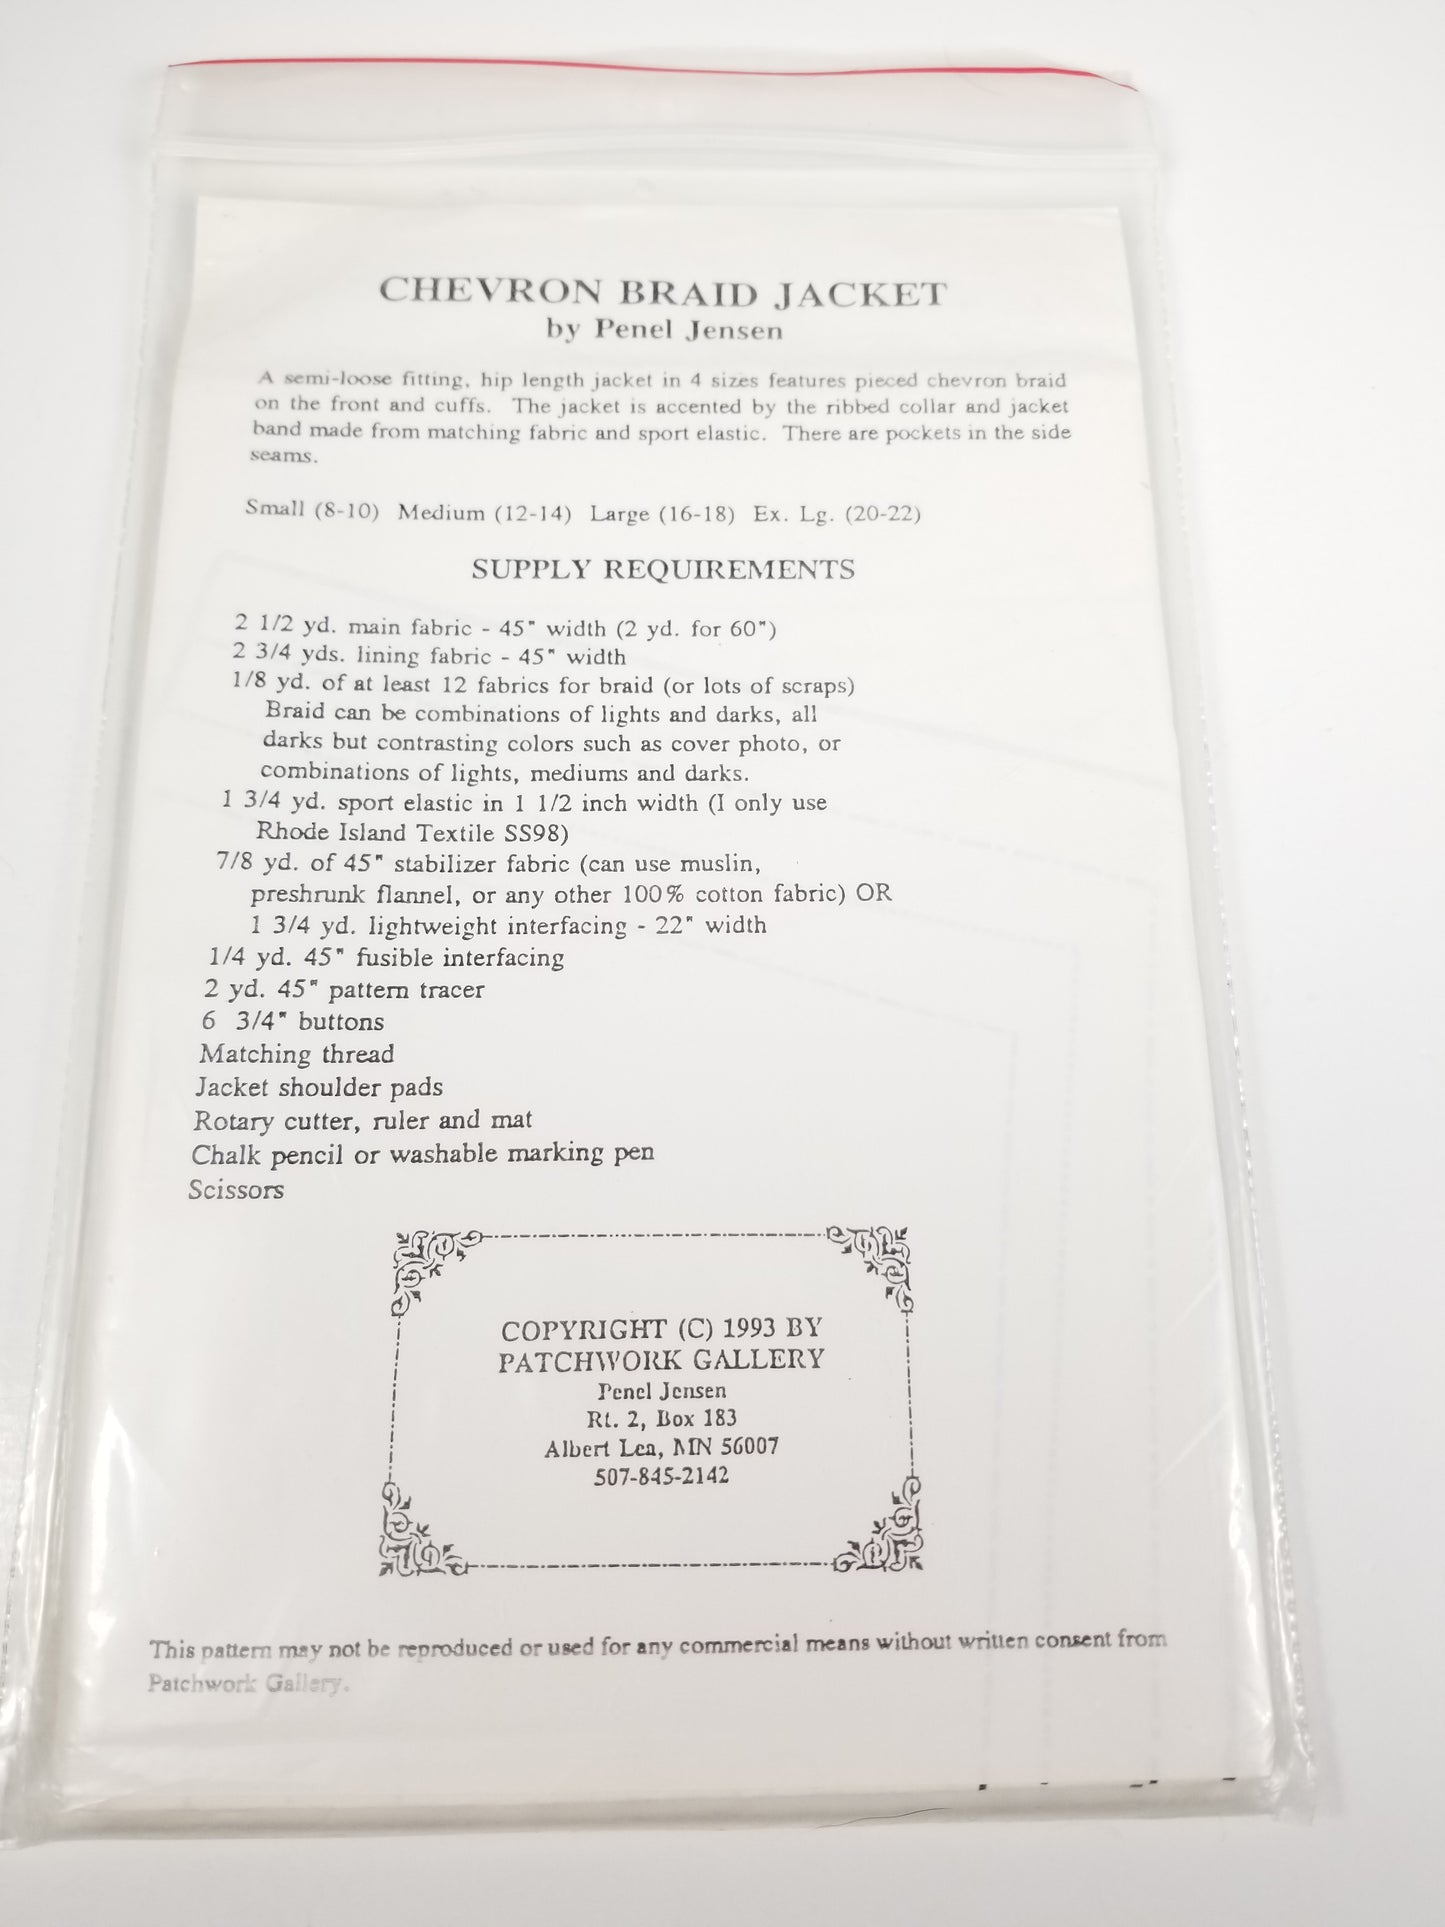 CHEVRON BRAID JACKET
by Penel Jensen
A semi-loose fitting, hip length jacket in 4 sizes features pieced chevron braid
on the front and cuffs. The jacket is accented by the ribbed collar and jacket
band made from matching fabric and sport elastic. There are pockets in the side
seams.
Small (8-10) Medium (12-14) Large (16-18) Ex. Lg. (20-22)
SUPPLY REQUIREMENTS
2 1/2 yd. main fabric - 45" width (2 yd. for 60")
2 3/4 yds. lining fabric - 45" width
1/8 yd. of at least 12 fabrics for braid (or lots of scraps)
Braid can be combinations of lights and darks, all
darks but contrasting colors such as cover photo, or
combinations of lights, mediums and darks.
1 3/4 yd. sport elastic in 1 1/2 inch width (I only use
Rhode Island Textile SS98)
7/8 yd. of 45" stabilizer fabric (can use muslin,
preshrunk flannel, or any other 100% cotton fabric) OR
1 3/4 yd. lightweight interfacing - 22" width
1/4 yd. 45" fusible interfacing
2 yd. 45" pattern tracer
6 3/4" buttons
Matching thread
Jacket shoulder pads
Rotary cutter, ruler and mat
Chalk pencil or washable marking pen
Scissors
COPYRIGHT (C) 1993 BY
PATCHWORK GALLERY
Penel Jensen
Rt. 2, Box 183
Albert Lea, MN 56007
507-845-2142
This pattern may not be reproduced or used for any commercial means without written consent from
Patchwork Gallery.